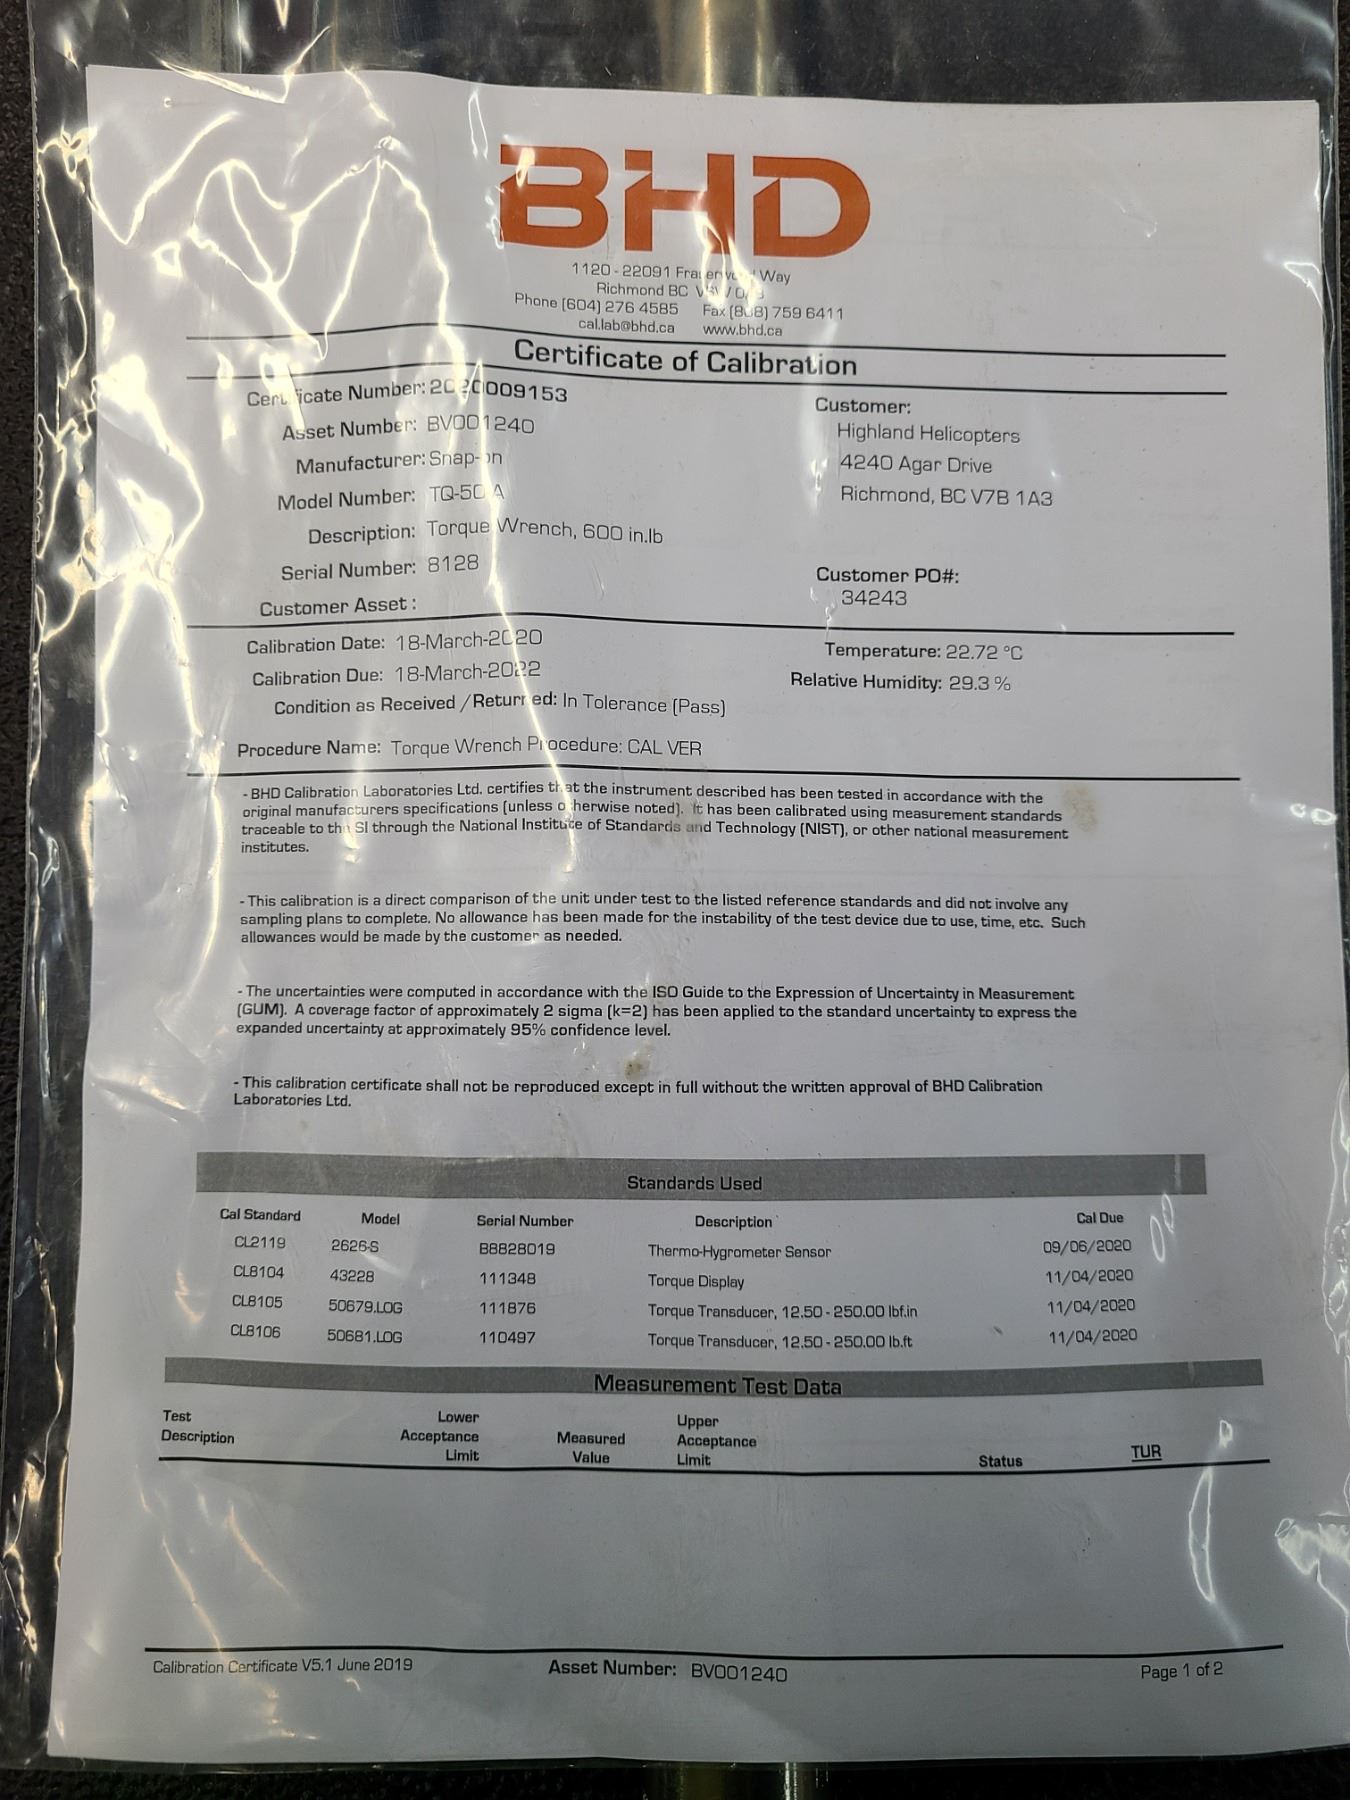 BHD
1120 - 22091 Way
Richmond BC
Phone (604) 276 4585 Fax 759 6411
cal.lab@bhd.ca www.bhd.ca
Certificate of Calibration
Certificate Number: 2020009153
Asset Number: BV001240
Manufacturer: Snap-on
Model Number:
Description: Torque Wrench, 600 in.lb
Serial Number: 8128
Customer Asset :
Customer:
Highland Helicopters
4240 Agar Drive
Richmond, BC V7B 1A3
Customer PO#:
34243
Calibration Date: 18-March-2020
Calibration Due: 18-March-2022
Condition as Received / Returned: In Tolerance (Pass)
Temperature: 22.72 °C
Relative Humidity: 29.3 %
Procedure Name: Torque Wrench Procedure: CAL VER
- BHD Calibration Laboratories Ltd. certifies that the instrument described has been tested in accordance with the
original manufacturers specifications (unless otherwise noted). It has been calibrated using measurement standards
traceable to the SI through the National Institute of Standards and Technology (NIST), or other national measurement
institutes.
- This calibration is a direct comparison of the unit under test to the listed reference standards and did not involve any
sampling plans to complete. No allowance has been made for the instability of the test device due to use, time, etc. Such
allowances would be made by the customer as needed.
- The uncertainties were computed in accordance with the ISO Guide to the Expression of Uncertainty in Measurement
(GUM). A coverage factor of approximately 2 sigma (k=2) has been applied to the standard uncertainty to express the
expanded uncertainty at approximately 95% confidence level.
- This calibration certificate shall not be reproduced except in full without the written approval of BHD Calibration
Laboratories Ltd.
Standards Used
Cal Standard Model Serial Number Description Cal Due
CL2119 2626-S B8828019 Thermo-Hygrometer Sensor 09/06/2020
CL8104 43228 111348 Torque Display 11/04/2020
CL8105 50679.LOG 111876 Torque Transducer, 12.50 - 250.00 lbf.in 11/04/2020
CL8106 50681.LOG 110497 Torque Transducer, 12.50 - 250.00 lb.ft 11/04/2020
Measurement Test Data
Test Description Lower Acceptance Limit Measured Value Upper Acceptance Limit Status TUR
Calibration Certificate V5.1 June 2019 Asset Number: BV001240 Page 1 of 2